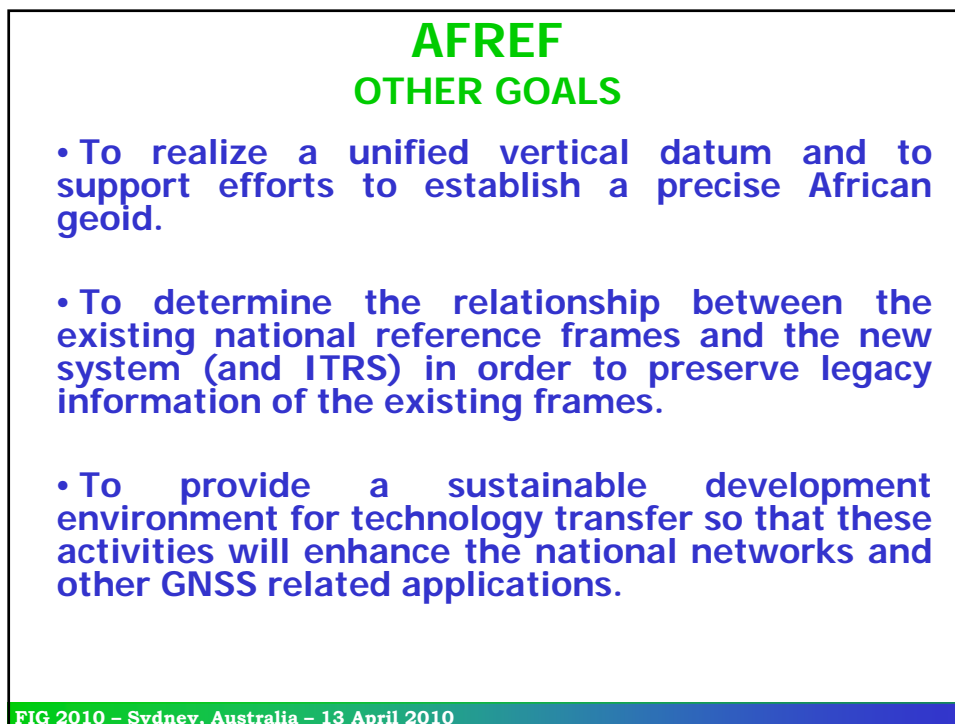 AFREF
OTHER GOALS
• To realize a unified vertical datum and to
support efforts to establish a precise African
geoid.
• To determine the relationship between the
existing national reference frames and the new
system (and ITRS) in order to preserve legacy
information of the existing frames.
• To provide a sustainable development
environment for technology transfer so that these
activities will enhance the national networks and
other GNSS related applications.
FIG 2010 – Sydney, Australia – 13 April 2010